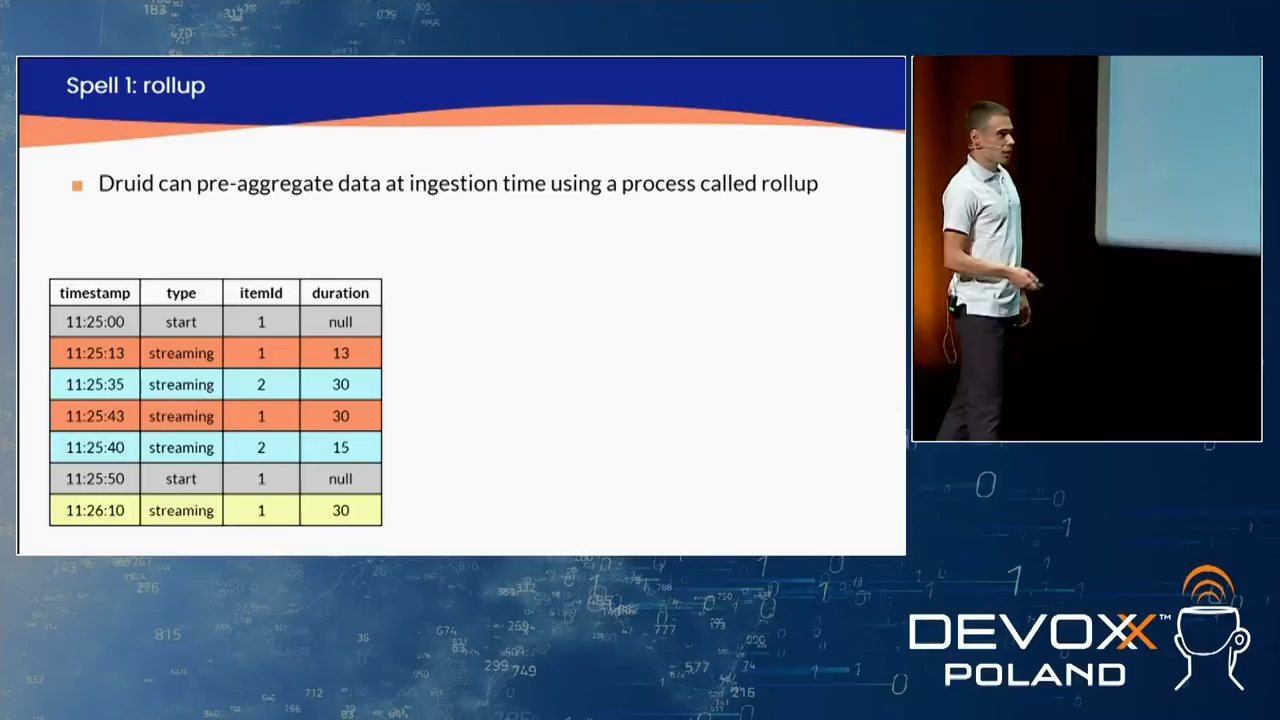 Spell 1: rollup
Druid can pre-aggregate data at ingestion time using a process called rollup
timestamp type itemId duration
11:25:00 start 1 null
11:25:13 streaming 1 13
11:25:35 streaming 2 30
11:25:43 streaming 1 30
11:25:40 streaming 2 15
11:25:50 start 1 null
11:26:10 streaming 1 30
DEVOXX™
POLAND